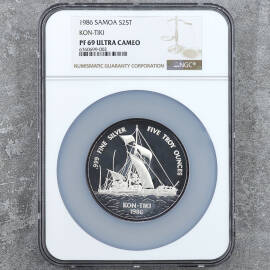 1986 SAMOA S$25T
KON-TIKI
PF 69 ULTRA CAMEO
NGC
NUMISMATIC GUARANTY CORPORATION
.999 FINE SILVER
FIVE TROY OUNCES
KON-TIKI
1986